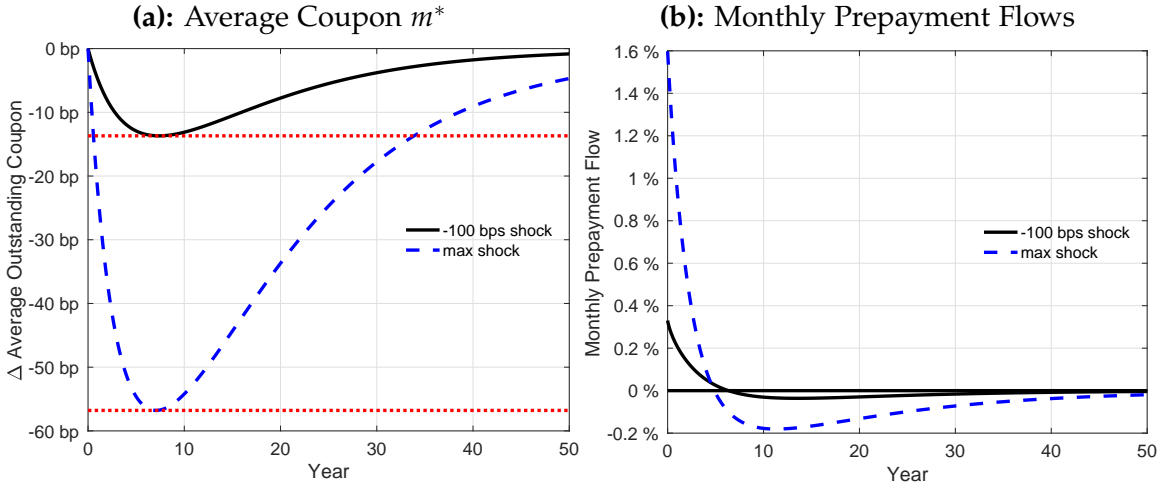 (a): Average Coupon m*
0 bp
-10 bp
-20 bp
-30 bp
-40 bp
-50 bp
-60 bp
Δ Average Outstanding Coupon
-100 bps shock
max shock
0 10 20 30 40 50
Year
(b): Monthly Prepayment Flows
1.6 %
1.4 %
1.2 %
1 %
0.8 %
0.6 %
0.4 %
0.2 %
0 %
-0.2 %
Monthly Prepayment Flow
-100 bps shock
max shock
0 10 20 30 40 50
Year